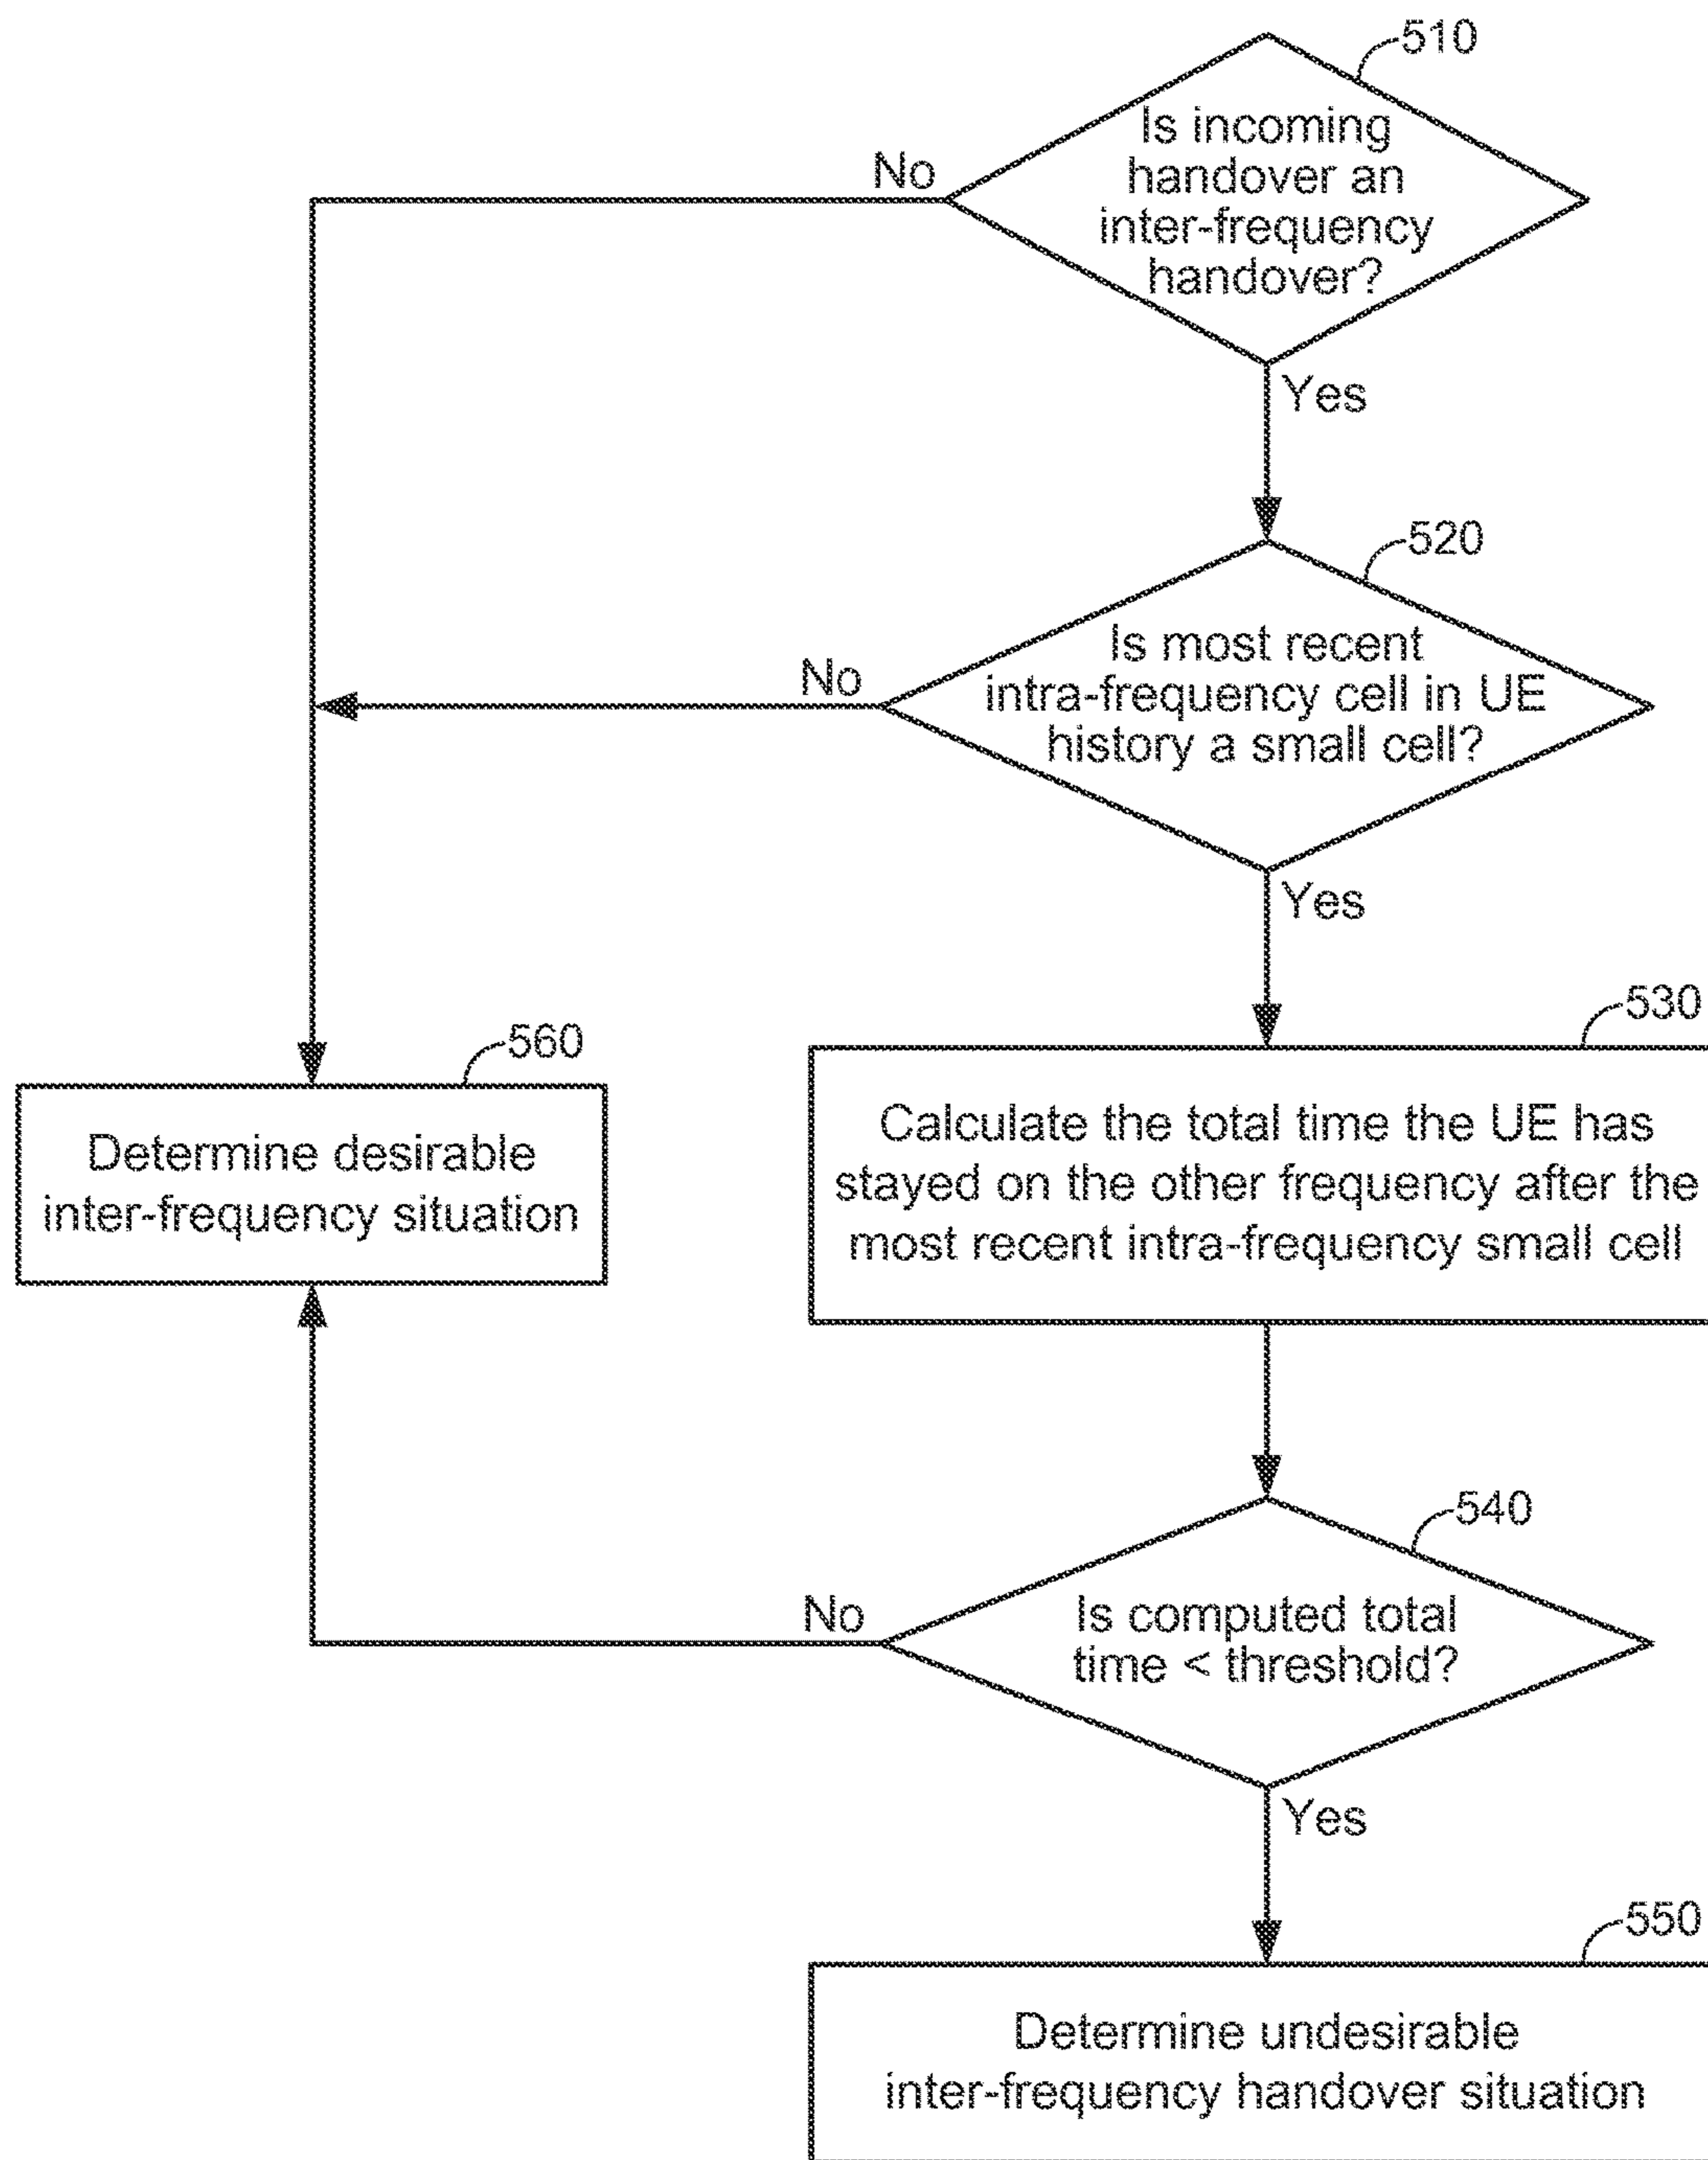 510
Is incoming
handover an
inter-frequency
handover?
No
Yes
520
Is most recent
intra-frequency cell in UE
history a small cell?
No
Yes
530
Calculate the total time the UE has
stayed on the other frequency after the
most recent intra-frequency small cell
560
Determine desirable
inter-frequency situation
540
Is computed total
time < threshold?
No
Yes
550
Determine undesirable
inter-frequency handover situation